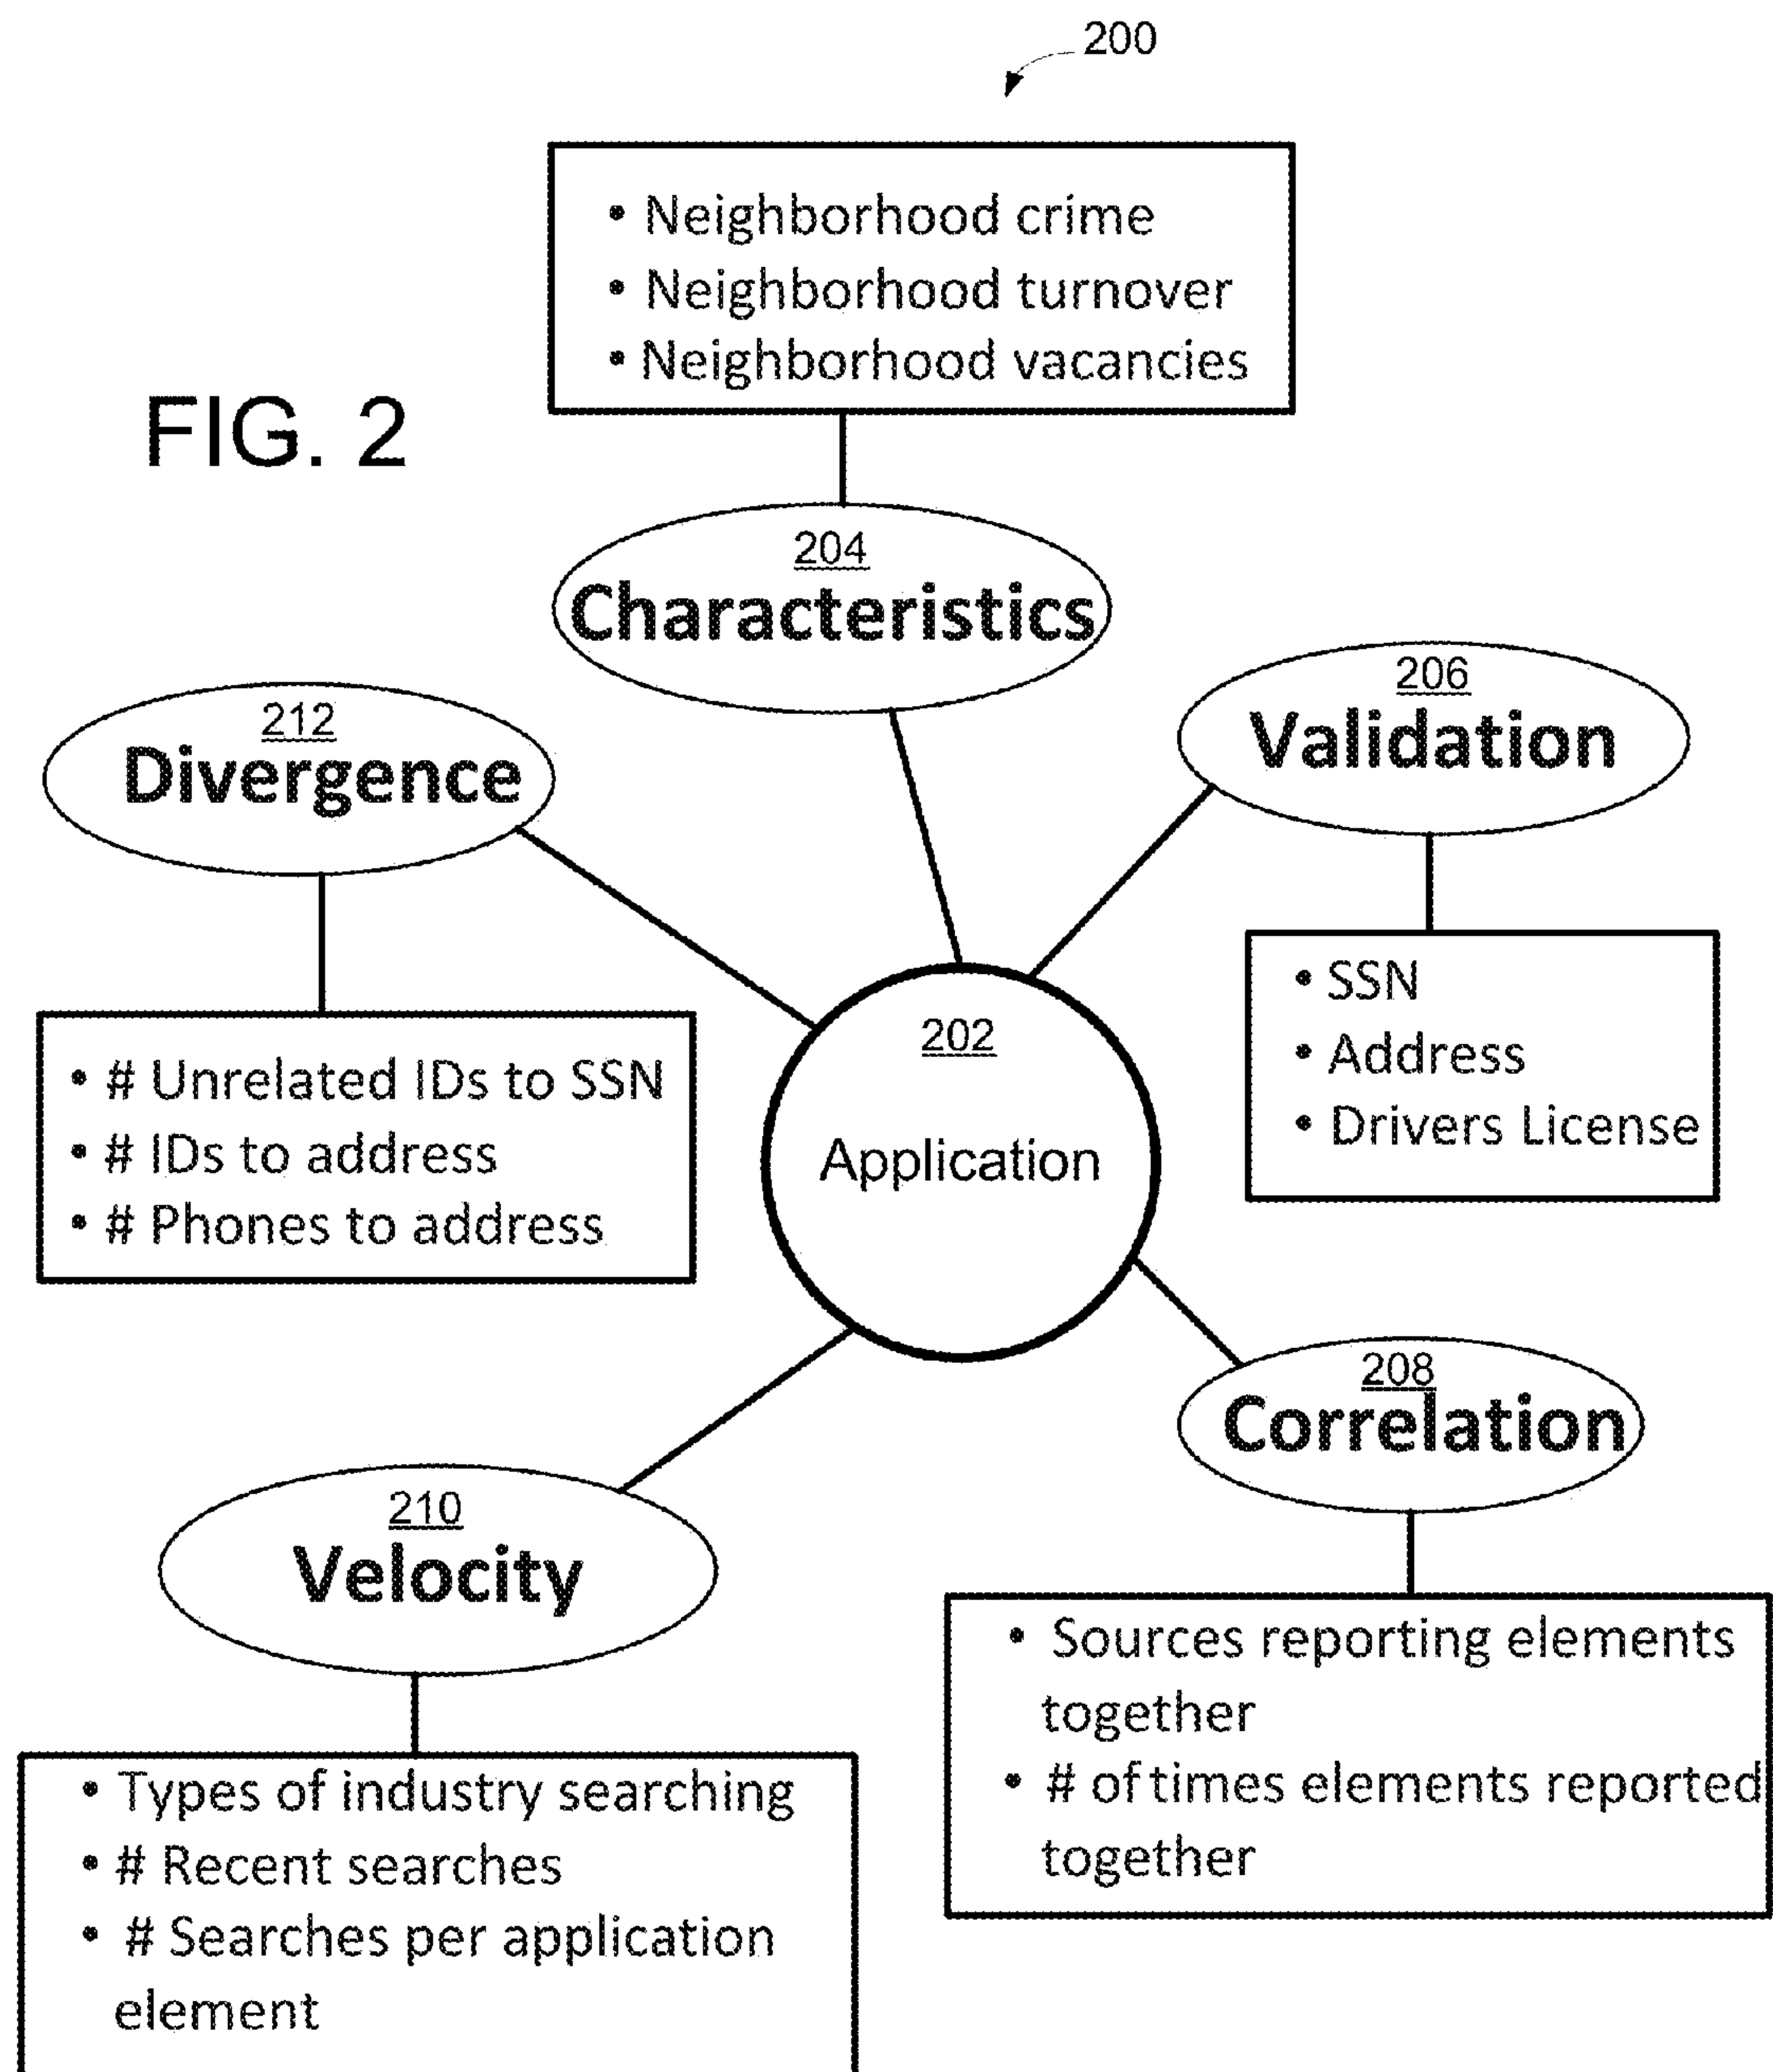 200
• Neighborhood crime
• Neighborhood turnover
• Neighborhood vacancies
FIG. 2
204
Characteristics
206
Validation
212
Divergence
• SSN
• Address
• Drivers License
202
Application
• # Unrelated IDs to SSN
• # IDs to address
• # Phones to address
208
Correlation
210
Velocity
• Sources reporting elements
together
• # of times elements reported
together
• Types of industry searching
• # Recent searches
• # Searches per application
element